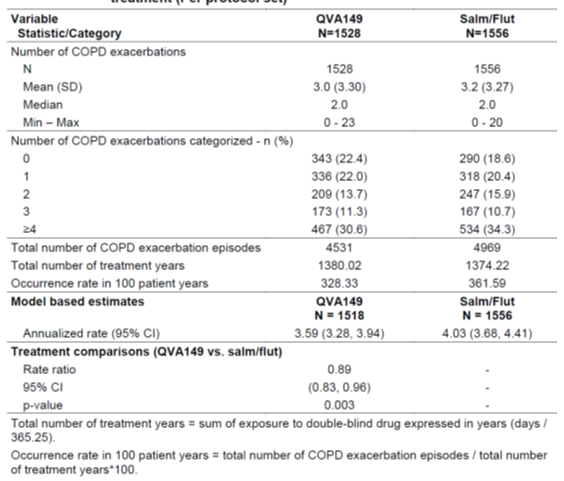 treatment (Per protocol set)
Variable QVA149 Salm/Flut
Statistic/Category N=1528 N=1556
Number of COPD exacerbations
N 1528 1556
Mean (SD) 3.0 (3.30) 3.2 (3.27)
Median 2.0 2.0
Min – Max 0 - 23 0 - 20
Number of COPD exacerbations categorized - n (%)
0 343 (22.4) 290 (18.6)
1 336 (22.0) 318 (20.4)
2 209 (13.7) 247 (15.9)
3 173 (11.3) 167 (10.7)
≥4 467 (30.6) 534 (34.3)
Total number of COPD exacerbation episodes 4531 4969
Total number of treatment years 1380.02 1374.22
Occurrence rate in 100 patient years 328.33 361.59
Model based estimates QVA149 Salm/Flut
N = 1518 N = 1556
Annualized rate (95% CI) 3.59 (3.28, 3.94) 4.03 (3.68, 4.41)
Treatment comparisons (QVA149 vs. salm/flut)
Rate ratio 0.89 -
95% CI (0.83, 0.96) -
p-value 0.003 -
Total number of treatment years = sum of exposure to double-blind drug expressed in years (days /
365.25).
Occurrence rate in 100 patient years = total number of COPD exacerbation episodes / total number
of treatment years*100.